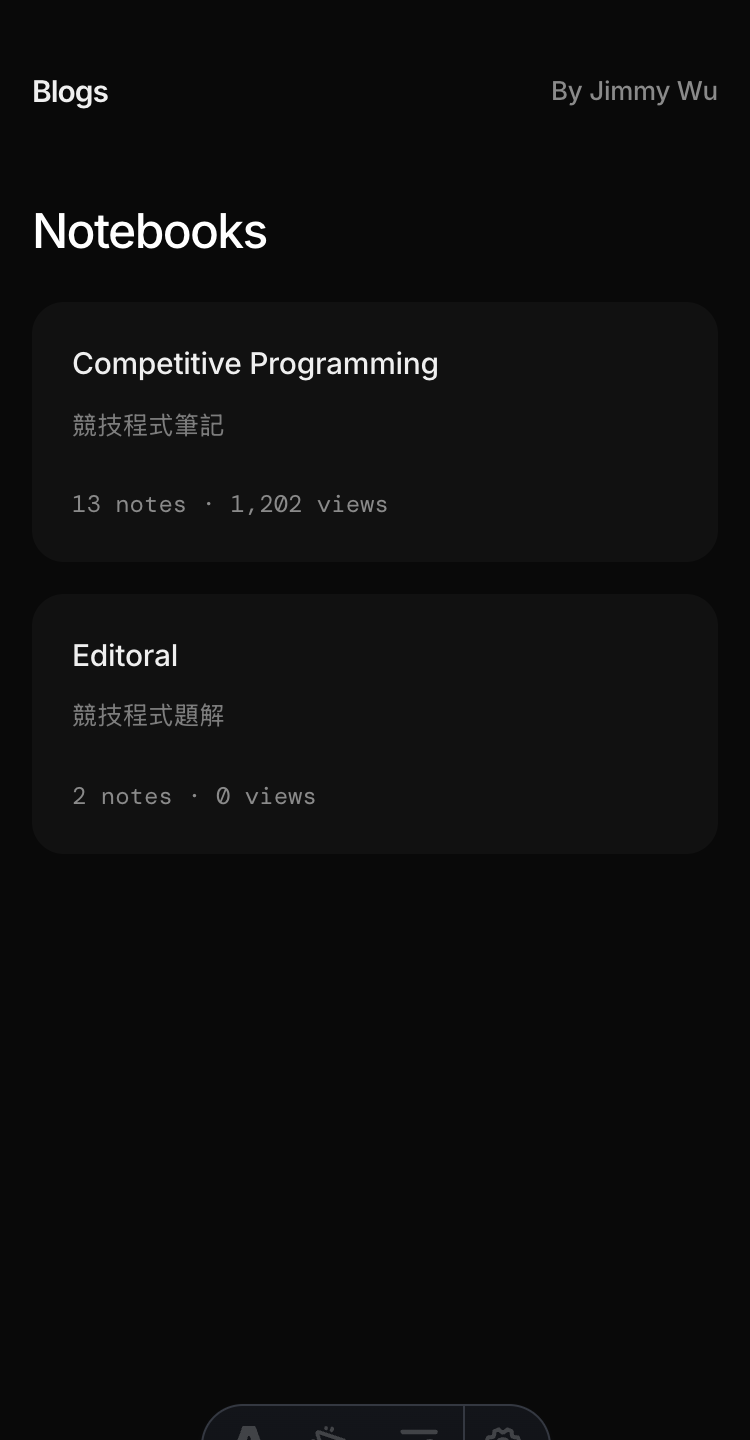 Blogs
By Jimmy Wu
Notebooks
Competitive Programming
競技程式筆記
13 notes · 1,202 views
Editoral
競技程式題解
2 notes · 0 views